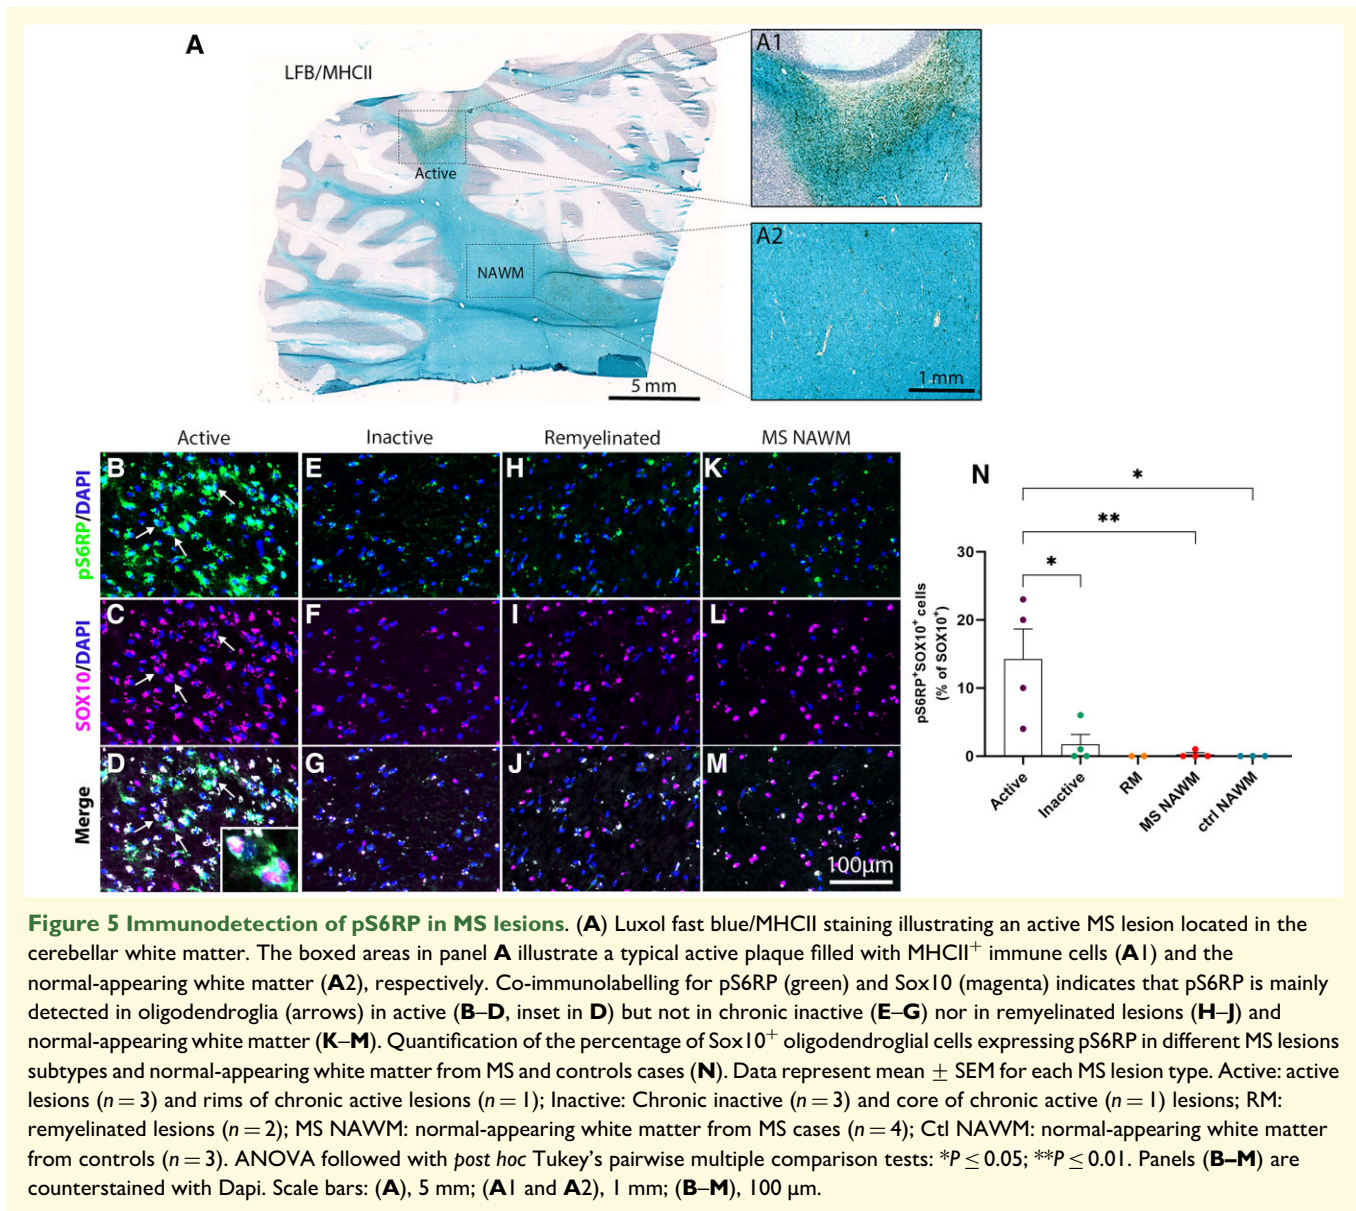 A
LFB/MHCII
Active
NAWM
5 mm
A1
A2
1 mm
Active
Inactive
Remyelinated
MS NAWM
pS6RP/DAPI
SOX10/DAPI
Merge
B
E
H
K
C
F
I
L
D
G
J
M
100μm
N
*
**
*
pS6RP⁺SOX10⁺ cells
(% of SOX10⁺)
30
20
10
0
Active
Inactive
RM
MS NAWM
ctrl NAWM
Figure 5 Immunodetection of pS6RP in MS lesions. (A) Luxol fast blue/MHCII staining illustrating an active MS lesion located in the
cerebellar white matter. The boxed areas in panel A illustrate a typical active plaque filled with MHCII⁺ immune cells (A1) and the
normal-appearing white matter (A2), respectively. Co-immunolabelling for pS6RP (green) and Sox10 (magenta) indicates that pS6RP is mainly
detected in oligodendroglia (arrows) in active (B–D, inset in D) but not in chronic inactive (E–G) nor in remyelinated lesions (H–J) and
normal-appearing white matter (K–M). Quantification of the percentage of Sox10⁺ oligodendroglial cells expressing pS6RP in different MS lesions
subtypes and normal-appearing white matter from MS and controls cases (N). Data represent mean ± SEM for each MS lesion type. Active: active
lesions (n = 3) and rims of chronic active lesions (n = 1); Inactive: Chronic inactive (n = 3) and core of chronic active (n = 1) lesions; RM:
remyelinated lesions (n = 2); MS NAWM: normal-appearing white matter from MS cases (n = 4); Ctl NAWM: normal-appearing white matter
from controls (n = 3). ANOVA followed with post hoc Tukey's pairwise multiple comparison tests: *P ≤ 0.05; **P ≤ 0.01. Panels (B–M) are
counterstained with Dapi. Scale bars: (A), 5 mm; (A1 and A2), 1 mm; (B–M), 100 μm.